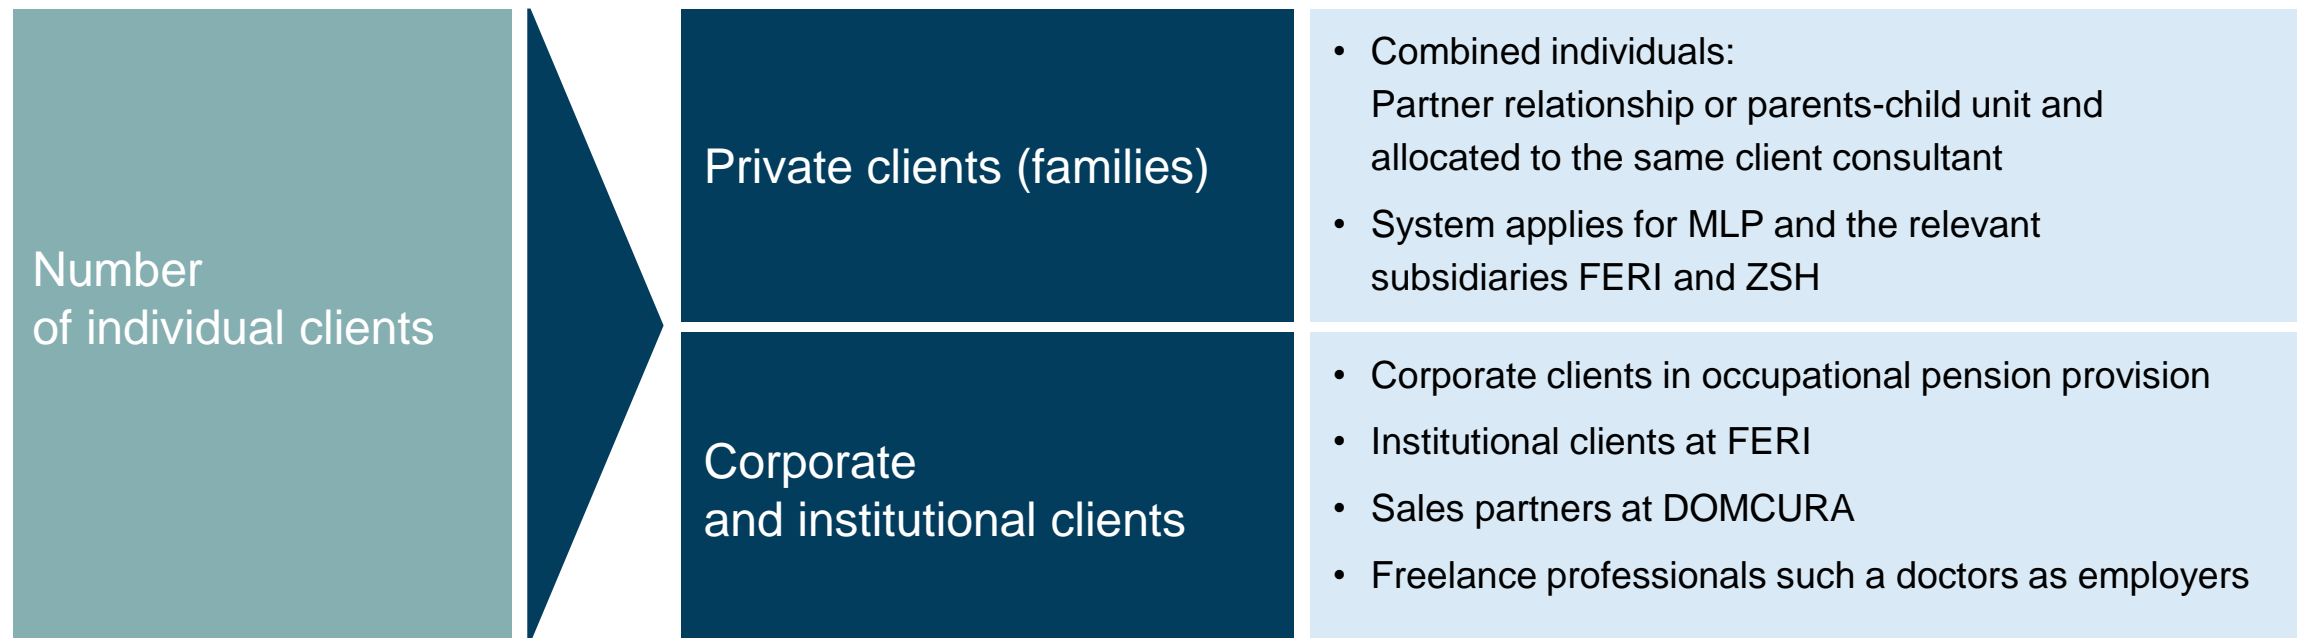 Number
of individual clients
Private clients (families)
• Combined individuals:
Partner relationship or parents-child unit and
allocated to the same client consultant
• System applies for MLP and the relevant
subsidiaries FERI and ZSH
Corporate
and institutional clients
• Corporate clients in occupational pension provision
• Institutional clients at FERI
• Sales partners at DOMCURA
• Freelance professionals such a doctors as employers